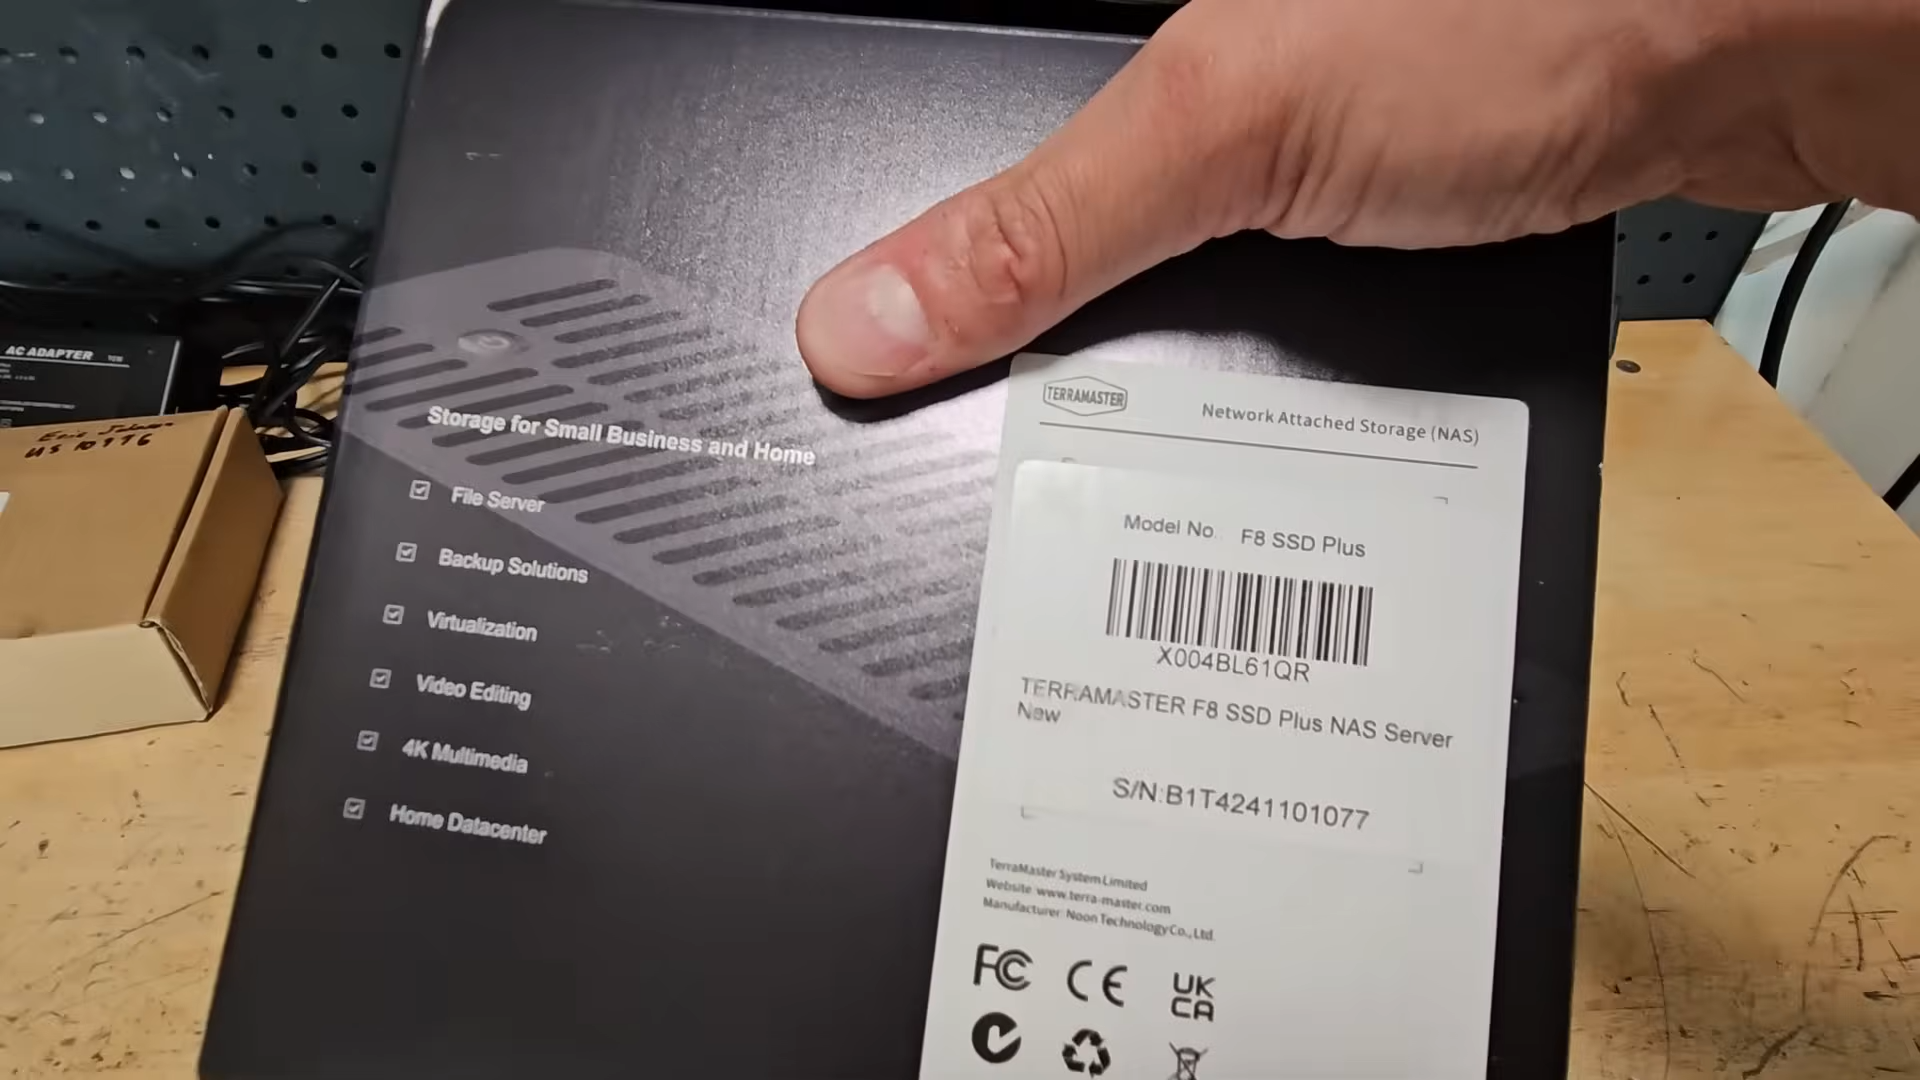 AC ADAPTER
Storage for Small Business and Home
File Server
Backup Solutions
Virtualization
Video Editing
4K Multimedia
Home Datacenter
TERRAMASTER
Network Attached Storage (NAS)
Model No. F8 SSD Plus
X004BL61QR
TERRAMASTER F8 SSD Plus NAS Server
New
S/N:B1T4241101077
TerraMaster System Limited
Website: www.terra-master.com
Manufacturer: Noon Technology Co., Ltd.
FC
CE
UK
CA